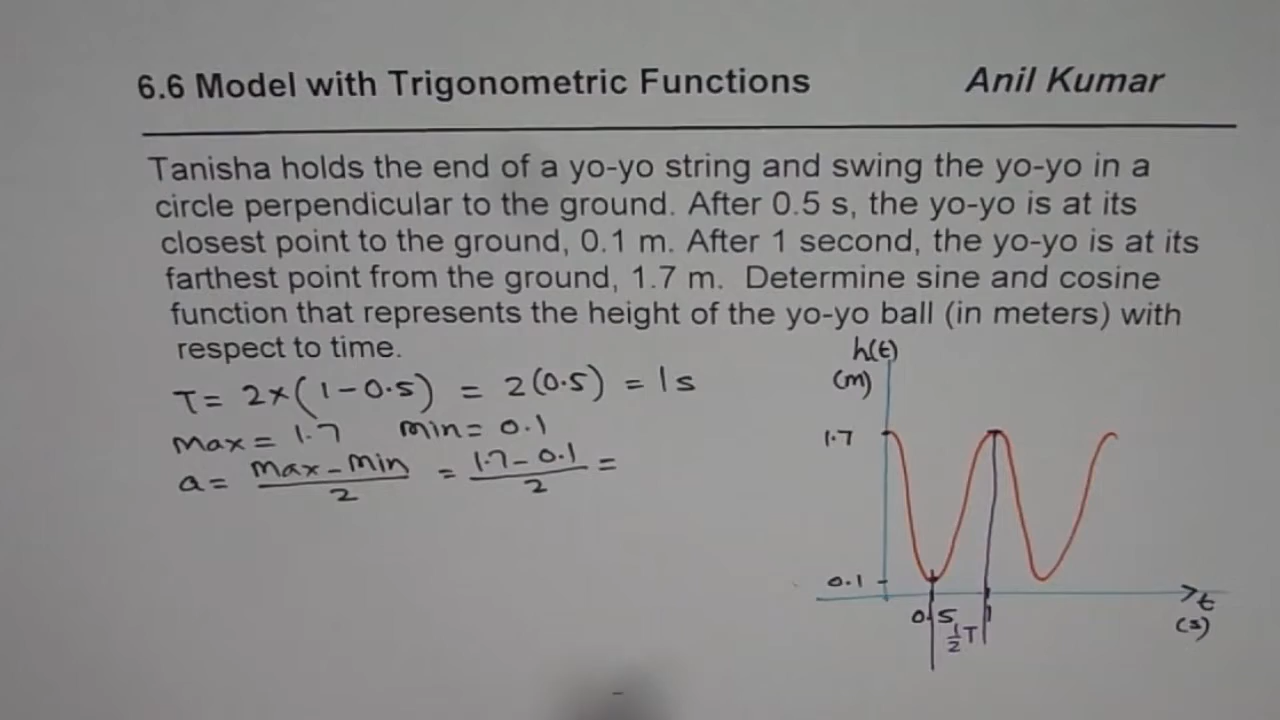 6.6 Model with Trigonometric Functions Anil Kumar
Tanisha holds the end of a yo-yo string and swing the yo-yo in a
circle perpendicular to the ground. After 0.5 s, the yo-yo is at its
closest point to the ground, 0.1 m. After 1 second, the yo-yo is at its
farthest point from the ground, 1.7 m. Determine sine and cosine
function that represents the height of the yo-yo ball (in meters) with
respect to time.
T = 2×(1-0.5) = 2(0.5) = 1s
Max = 1.7 Min = 0.1
a = Max-Min/2 = 1.7-0.1/2 =
h(t)
(m)
1.7
0.1
0.5
1
1/2 T
t
(s)